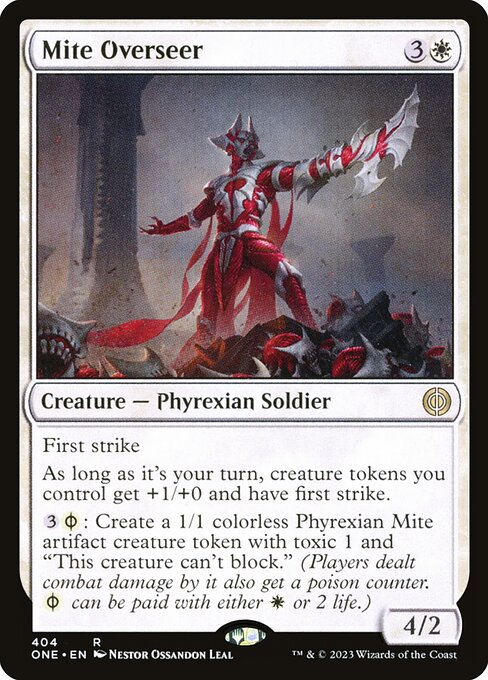 Mite Overseer 3
Creature — Phyrexian Soldier
First strike
As long as it's your turn, creature tokens you
control get +1/+0 and have first strike.
3 : Create a 1/1 colorless Phyrexian Mite
artifact creature token with toxic 1 and
“This creature can't block.” (Players dealt
combat damage by it also get a poison counter.
can be paid with either or 2 life.)
4/2
404 R
ONE • EN Nestor Ossandon Leal
™ & © 2023 Wizards of the Coast